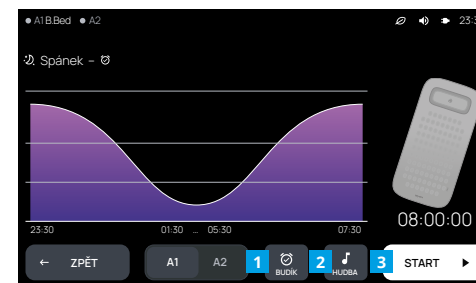 A1 B.Bed A2
Spánek –
08:00:00
23:30 01:30 ... 05:30 07:30
← ZPĚT A1 A2 1 BUDÍK 2 HUDBA 3 START